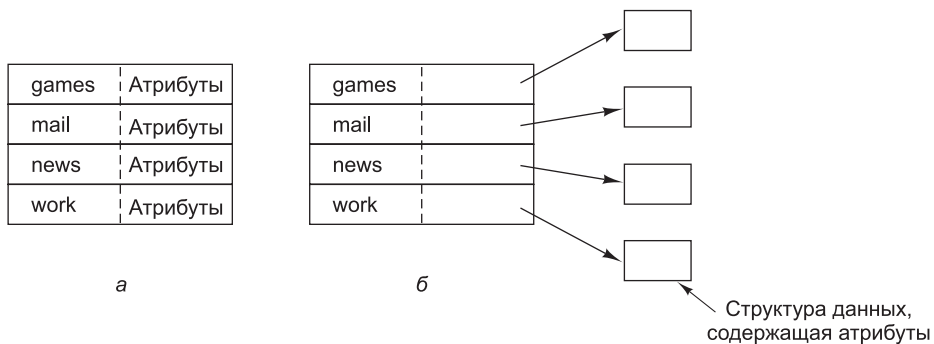 games Атрибуты
mail Атрибуты
news Атрибуты
work Атрибуты
а
games
mail
news
work
б
Структура данных,
содержащая атрибуты